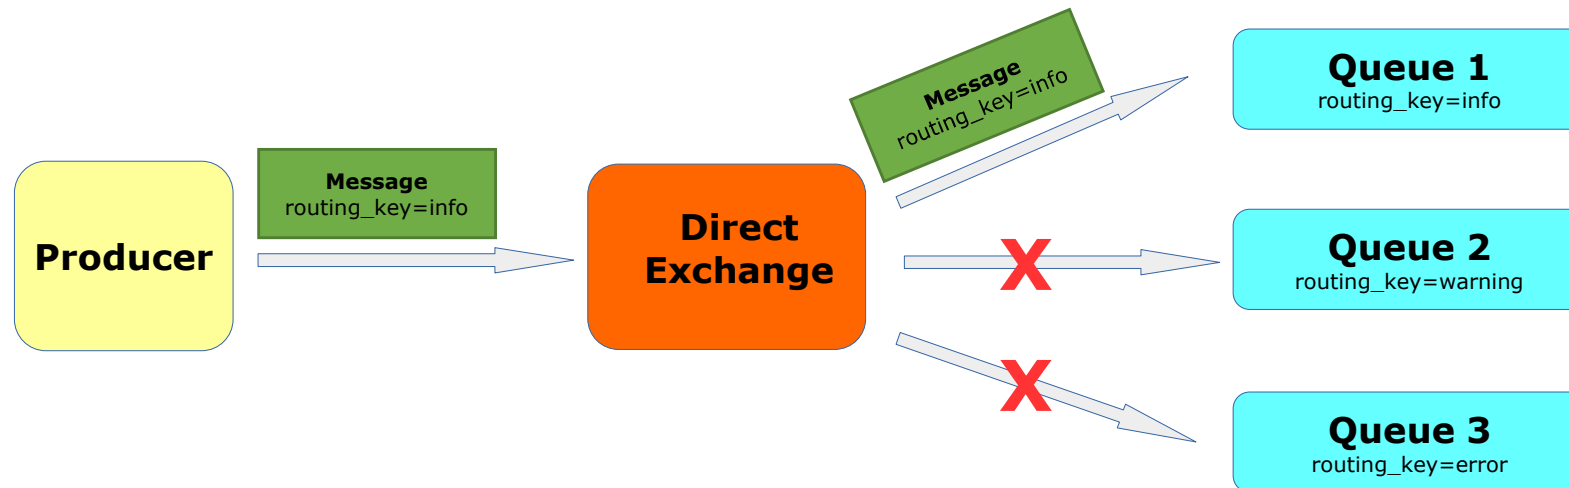 Producer
Message
routing_key=info
Direct
Exchange
Message
routing_key=info
X
X
Queue 1
routing_key=info
Queue 2
routing_key=warning
Queue 3
routing_key=error